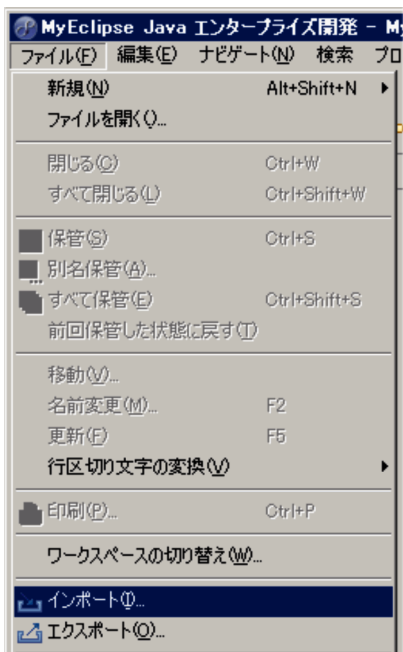 MyEclipse Java エンタープライズ開発 - M
ファイル(F) 編集(E) ナビゲート(N) 検索 プロ
新規(N) Alt+Shift+N
ファイルを開く()...
閉じる(C) Ctrl+W
すべて閉じる(L) Ctrl+Shift+W
保管(S) Ctrl+S
別名保管(A)...
すべて保管(E) Ctrl+Shift+S
前回保管した状態に戻す(T)
移動(V)...
名前変更(M)... F2
更新(F) F5
行区切り文字の変換(V)
印刷(P)... Ctrl+P
ワークスペースの切り替え(W)...
インポート(I)...
エクスポート(O)...